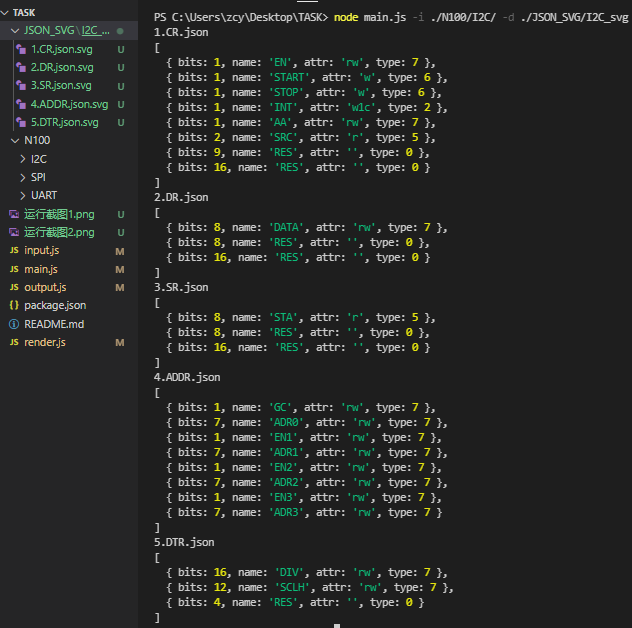 TASK
JSON_SVG\I2C_...
1.CR.json.svg U
2.DR.json.svg U
3.SR.json.svg U
4.ADDR.json.svg U
5.DTR.json.svg U
N100
I2C
SPI
UART
运行截图1.png U
运行截图2.png U
JS input.js M
JS main.js M
JS output.js M
{} package.json
README.md
JS render.js M
PS C:\Users\zcy\Desktop\TASK> node main.js -i ./N100/I2C/ -d ./JSON_SVG/I2C_svg
1.CR.json
[
{ bits: 1, name: 'EN', attr: 'rw', type: 7 },
{ bits: 1, name: 'START', attr: 'w', type: 6 },
{ bits: 1, name: 'STOP', attr: 'w', type: 6 },
{ bits: 1, name: 'INT', attr: 'w1c', type: 2 },
{ bits: 1, name: 'AA', attr: 'rw', type: 7 },
{ bits: 2, name: 'SRC', attr: 'r', type: 5 },
{ bits: 9, name: 'RES', attr: '', type: 0 },
{ bits: 16, name: 'RES', attr: '', type: 0 }
]
2.DR.json
[
{ bits: 8, name: 'DATA', attr: 'rw', type: 7 },
{ bits: 8, name: 'RES', attr: '', type: 0 },
{ bits: 16, name: 'RES', attr: '', type: 0 }
]
3.SR.json
[
{ bits: 8, name: 'STA', attr: 'r', type: 5 },
{ bits: 8, name: 'RES', attr: '', type: 0 },
{ bits: 16, name: 'RES', attr: '', type: 0 }
]
4.ADDR.json
[
{ bits: 1, name: 'GC', attr: 'rw', type: 7 },
{ bits: 7, name: 'ADR0', attr: 'rw', type: 7 },
{ bits: 1, name: 'EN1', attr: 'rw', type: 7 },
{ bits: 7, name: 'ADR1', attr: 'rw', type: 7 },
{ bits: 1, name: 'EN2', attr: 'rw', type: 7 },
{ bits: 7, name: 'ADR2', attr: 'rw', type: 7 },
{ bits: 1, name: 'EN3', attr: 'rw', type: 7 },
{ bits: 7, name: 'ADR3', attr: 'rw', type: 7 }
]
5.DTR.json
[
{ bits: 16, name: 'DIV', attr: 'rw', type: 7 },
{ bits: 12, name: 'SCLH', attr: 'rw', type: 7 },
{ bits: 4, name: 'RES', attr: '', type: 0 }
]